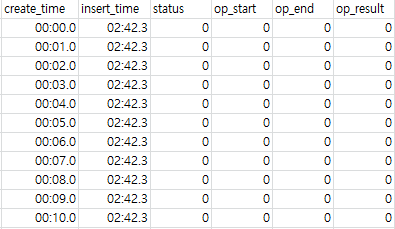 create_time insert_time status op_start op_end op_result
00:00.0 02:42.3 0 0 0 0
00:01.0 02:42.3 0 0 0 0
00:02.0 02:42.3 0 0 0 0
00:03.0 02:42.3 0 0 0 0
00:04.0 02:42.3 0 0 0 0
00:05.0 02:42.3 0 0 0 0
00:06.0 02:42.3 0 0 0 0
00:07.0 02:42.3 0 0 0 0
00:08.0 02:42.3 0 0 0 0
00:09.0 02:42.3 0 0 0 0
00:10.0 02:42.3 0 0 0 0